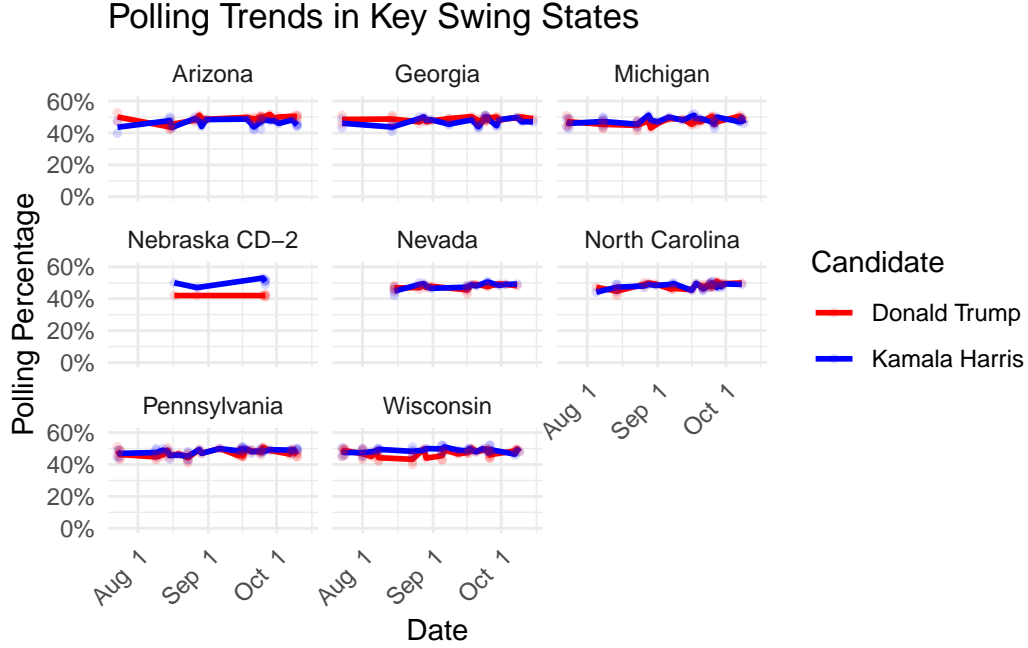 Polling Trends in Key Swing States
Arizona
Georgia
Michigan
60%
40%
20%
0%
Nebraska CD−2
Nevada
North Carolina
60%
40%
20%
0%
Pennsylvania
Wisconsin
60%
40%
20%
0%
Aug 1
Sep 1
Oct 1
Aug 1
Sep 1
Oct 1
Aug 1
Sep 1
Oct 1
Date
Polling Percentage
Candidate
Donald Trump
Kamala Harris